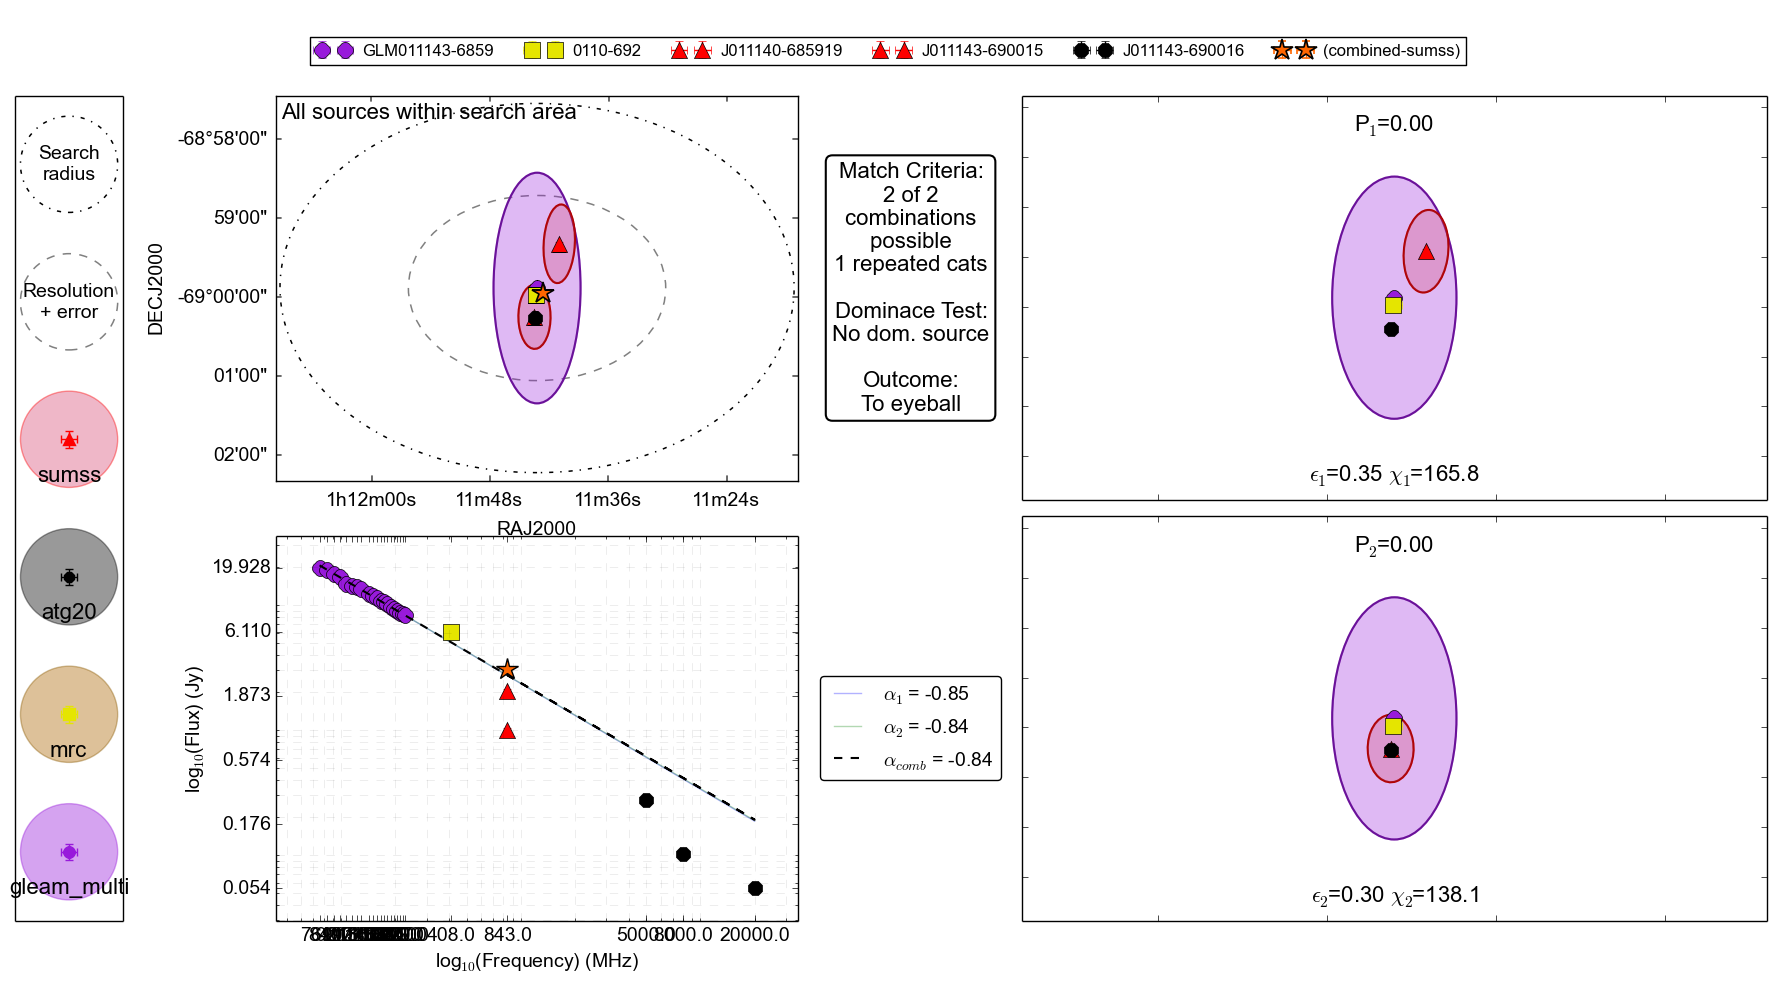 GLM011143-6859 0110-692 J011140-685919 J011143-690015 J011143-690016 (combined-sumss)
Search
radius
Resolution
+ error
sumss
atg20
mrc
gleam_multi
All sources within search area
DECJ2000
-68°58'00"
59'00"
-69°00'00"
01'00"
02'00"
1h12m00s 11m48s 11m36s 11m24s
RAJ2000
Match Criteria:
2 of 2
combinations
possible
1 repeated cats
Dominace Test:
No dom. source
Outcome:
To eyeball
P1=0.00
ϵ1=0.35 χ1=165.8
log10(Flux) (Jy)
19.928
6.110
1.873
0.574
0.176
0.054
408.0 843.0 5000.0 8000.0 20000.0
log10(Frequency) (MHz)
α1 = -0.85
α2 = -0.84
αcomb = -0.84
P2=0.00
ϵ2=0.30 χ2=138.1